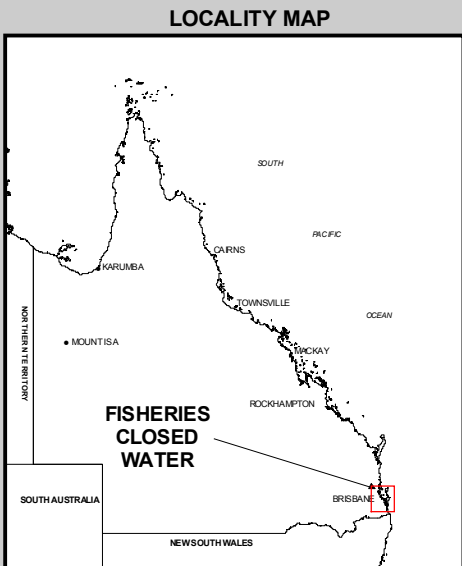 LOCALITY MAP
SOUTH
PACIFIC
CAIRNS
KARUMBA
TOWNSVILLE
OCEAN
NORTHERN TERRITORY
MOUNT ISA
MACKAY
ROCKHAMPTON
FISHERIES
CLOSED
WATER
BRISBANE
SOUTH AUSTRALIA
NEW SOUTH WALES